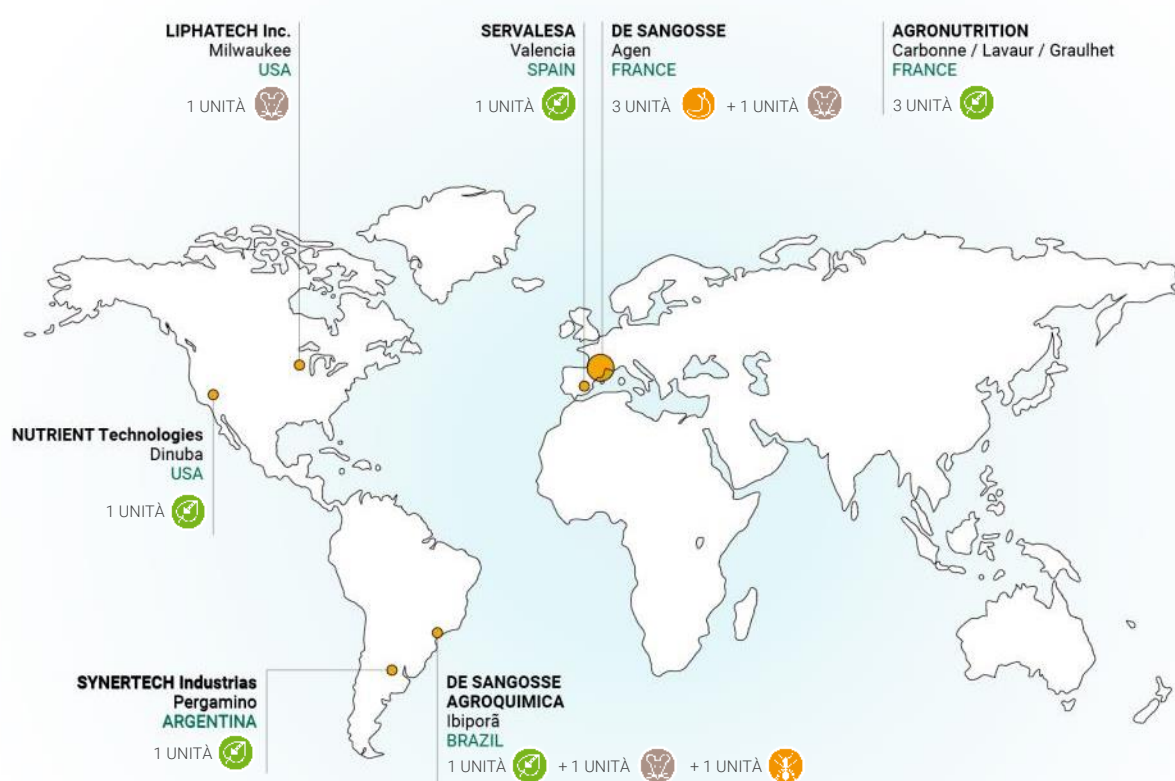 LIPHATECH Inc.
Milwaukee
USA
1 UNITÀ
SERVALESA
Valencia
SPAIN
1 UNITÀ
DE SANGOSSE
Agen
FRANCE
3 UNITÀ + 1 UNITÀ
AGRONUTRITION
Carbonne / Lavaur / Graulhet
FRANCE
3 UNITÀ
NUTRIENT Technologies
Dinuba
USA
1 UNITÀ
SYNERTECH Industrias
Pergamino
ARGENTINA
1 UNITÀ
DE SANGOSSE
AGROQUIMICA
Ibiporã
BRAZIL
1 UNITÀ + 1 UNITÀ + 1 UNITÀ